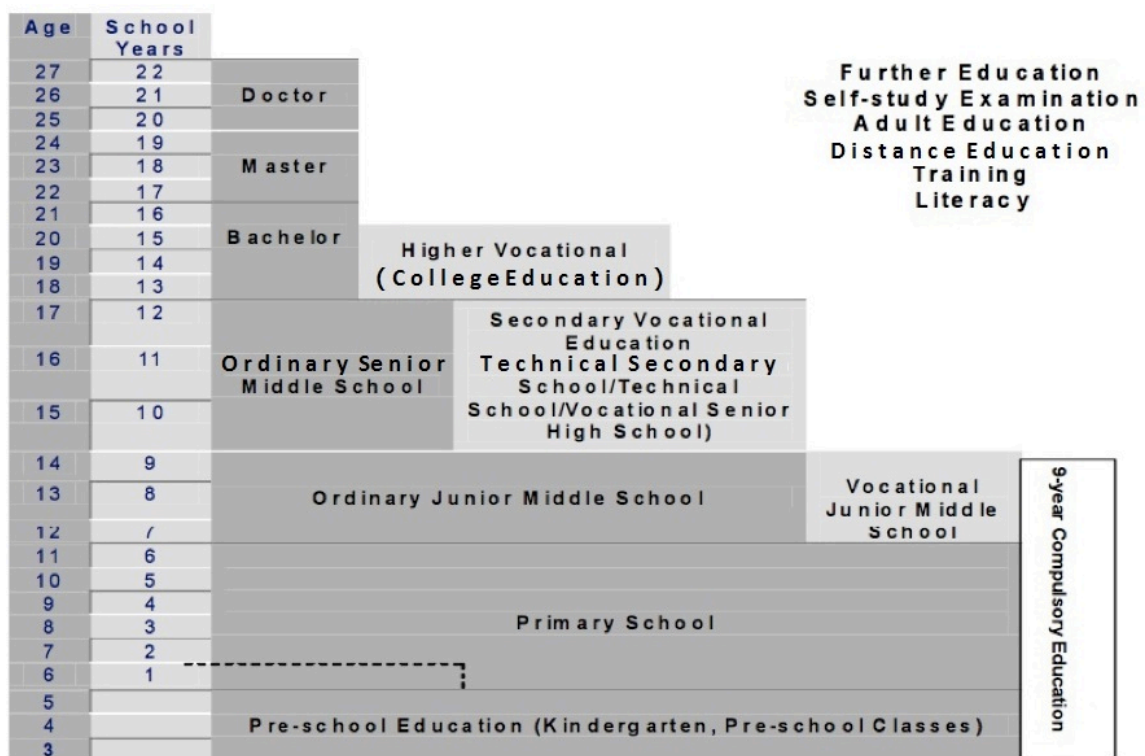 Age School
Years
27 22
26 21 Doctor
25 20
24 19
23 18 Master
22 17
21 16
20 15 Bachelor
19 14
18 13
Higher Vocational
(College Education)
17 12
16 11
15 10
Ordinary Senior
Middle School
Secondary Vocational
Education
Technical Secondary
School/Technical
School/Vocational Senior
High School)
14 9
13 8
12 7
Ordinary Junior Middle School
Vocational
Junior Middle
School
11 6
10 5
9 4
8 3
7 2
6 1
Primary School
5
4
3
Pre-school Education (Kindergarten, Pre-school Classes)
9-year Compulsory Education
Further Education
Self-study Examination
Adult Education
Distance Education
Training
Literacy